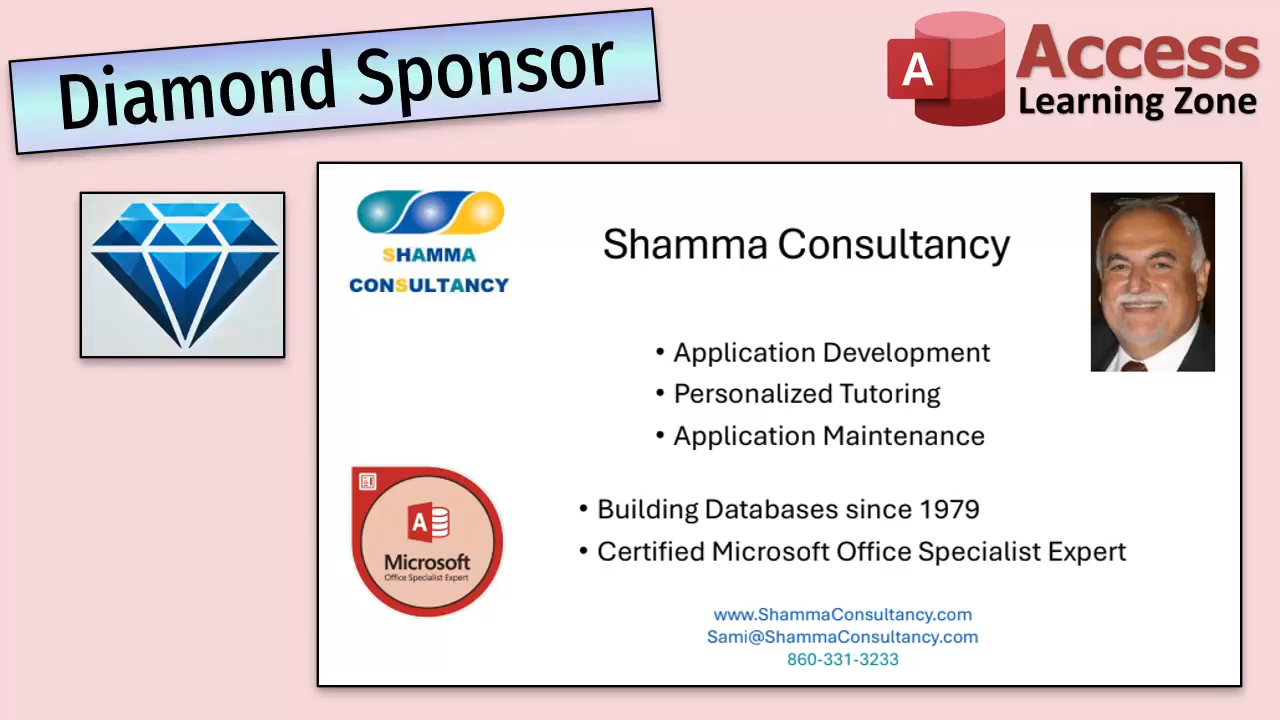 Diamond Sponsor
A
Access
Learning Zone
SHAMMA
CONSULTANCY
Shamma Consultancy
• Application Development
• Personalized Tutoring
• Application Maintenance
A
Microsoft
Office Specialist Expert
• Building Databases since 1979
• Certified Microsoft Office Specialist Expert
www.ShammaConsultancy.com
Sami@ShammaConsultancy.com
860-331-3233